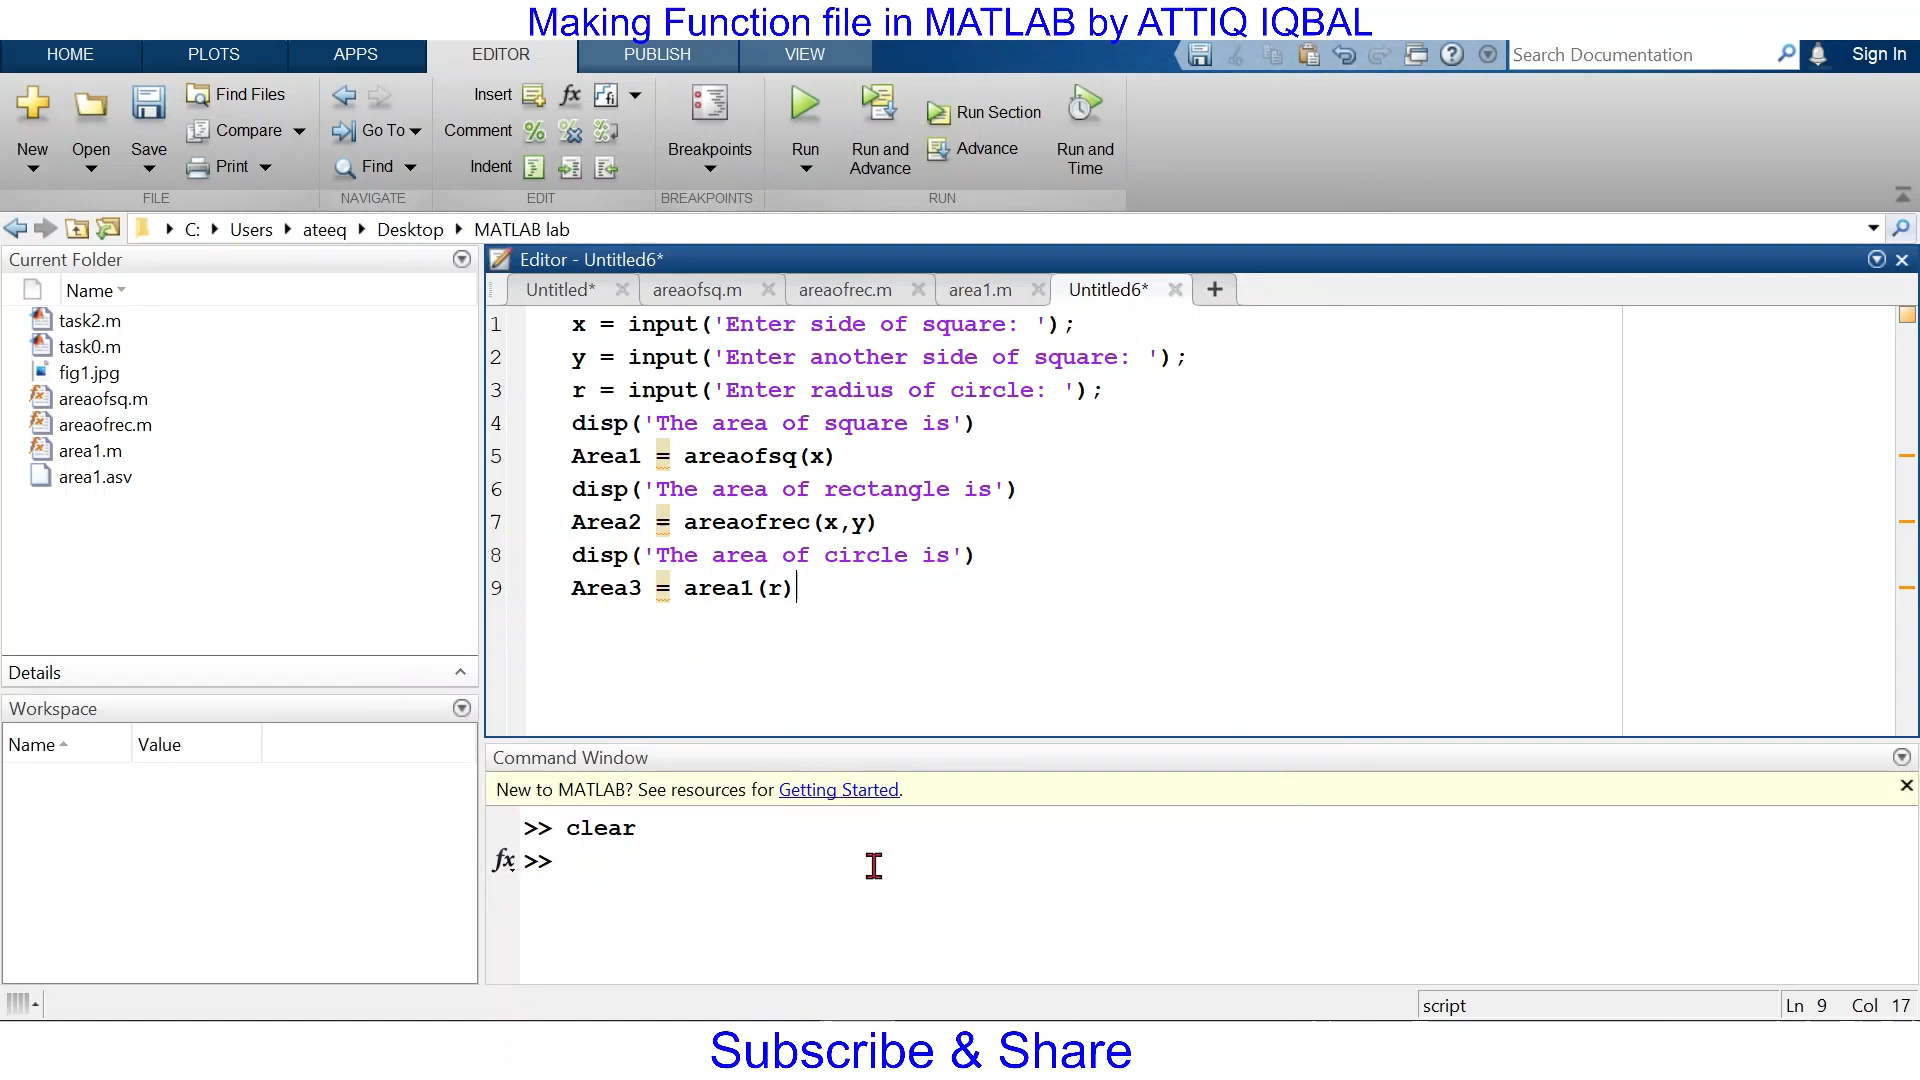 Making Function file in MATLAB by ATTIQ IQBAL
HOME PLOTS APPS EDITOR PUBLISH VIEW Search Documentation Sign In
New Open Save Find Files Compare Print
FILE
Go To Find
NAVIGATE
Insert fx
Comment
Indent
EDIT
Breakpoints
BREAKPOINTS
Run Run and Advance Run Section Advance Run and Time
RUN
C: Users ateeq Desktop MATLAB lab
Current Folder
Name
task2.m
task0.m
fig1.jpg
areaofsq.m
areaofrec.m
area1.m
area1.asv
Details
Workspace
Name Value
Editor - Untitled6*
Untitled* areaofsq.m areaofrec.m area1.m Untitled6* +
1 x = input('Enter side of square: ');
2 y = input('Enter another side of square: ');
3 r = input('Enter radius of circle: ');
4 disp('The area of square is')
5 Area1 = areaofsq(x)
6 disp('The area of rectangle is')
7 Area2 = areaofrec(x,y)
8 disp('The area of circle is')
9 Area3 = area1(r)
Command Window
New to MATLAB? See resources for Getting Started.
>> clear
fx >>
script Ln 9 Col 17
Subscribe & Share